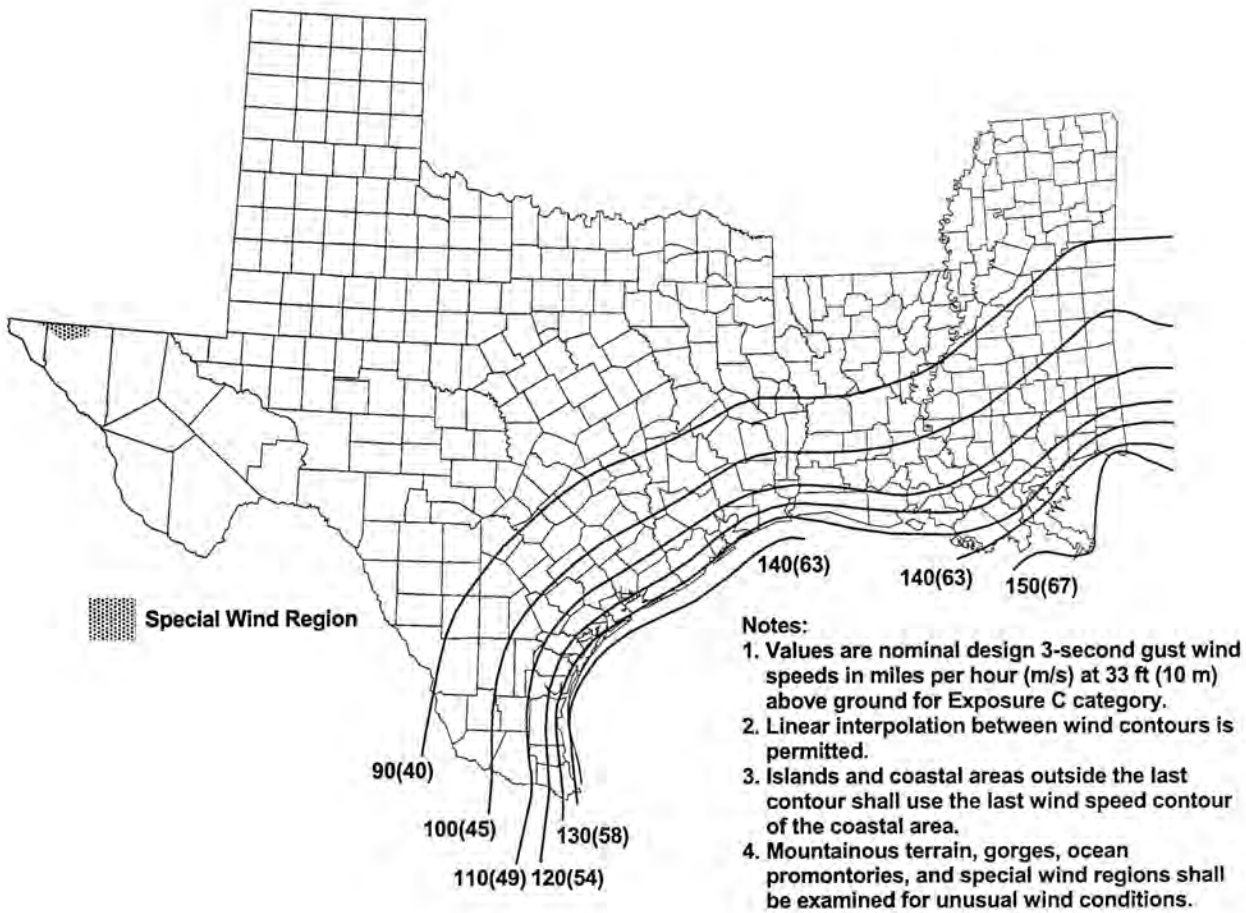 140(63)
140(63)
150(67)
Special Wind Region
90(40)
100(45)
130(58)
110(49)
120(54)
Notes:
1. Values are nominal design 3-second gust wind
speeds in miles per hour (m/s) at 33 ft (10 m)
above ground for Exposure C category.
2. Linear interpolation between wind contours is
permitted.
3. Islands and coastal areas outside the last
contour shall use the last wind speed contour
of the coastal area.
4. Mountainous terrain, gorges, ocean
promontories, and special wind regions shall
be examined for unusual wind conditions.